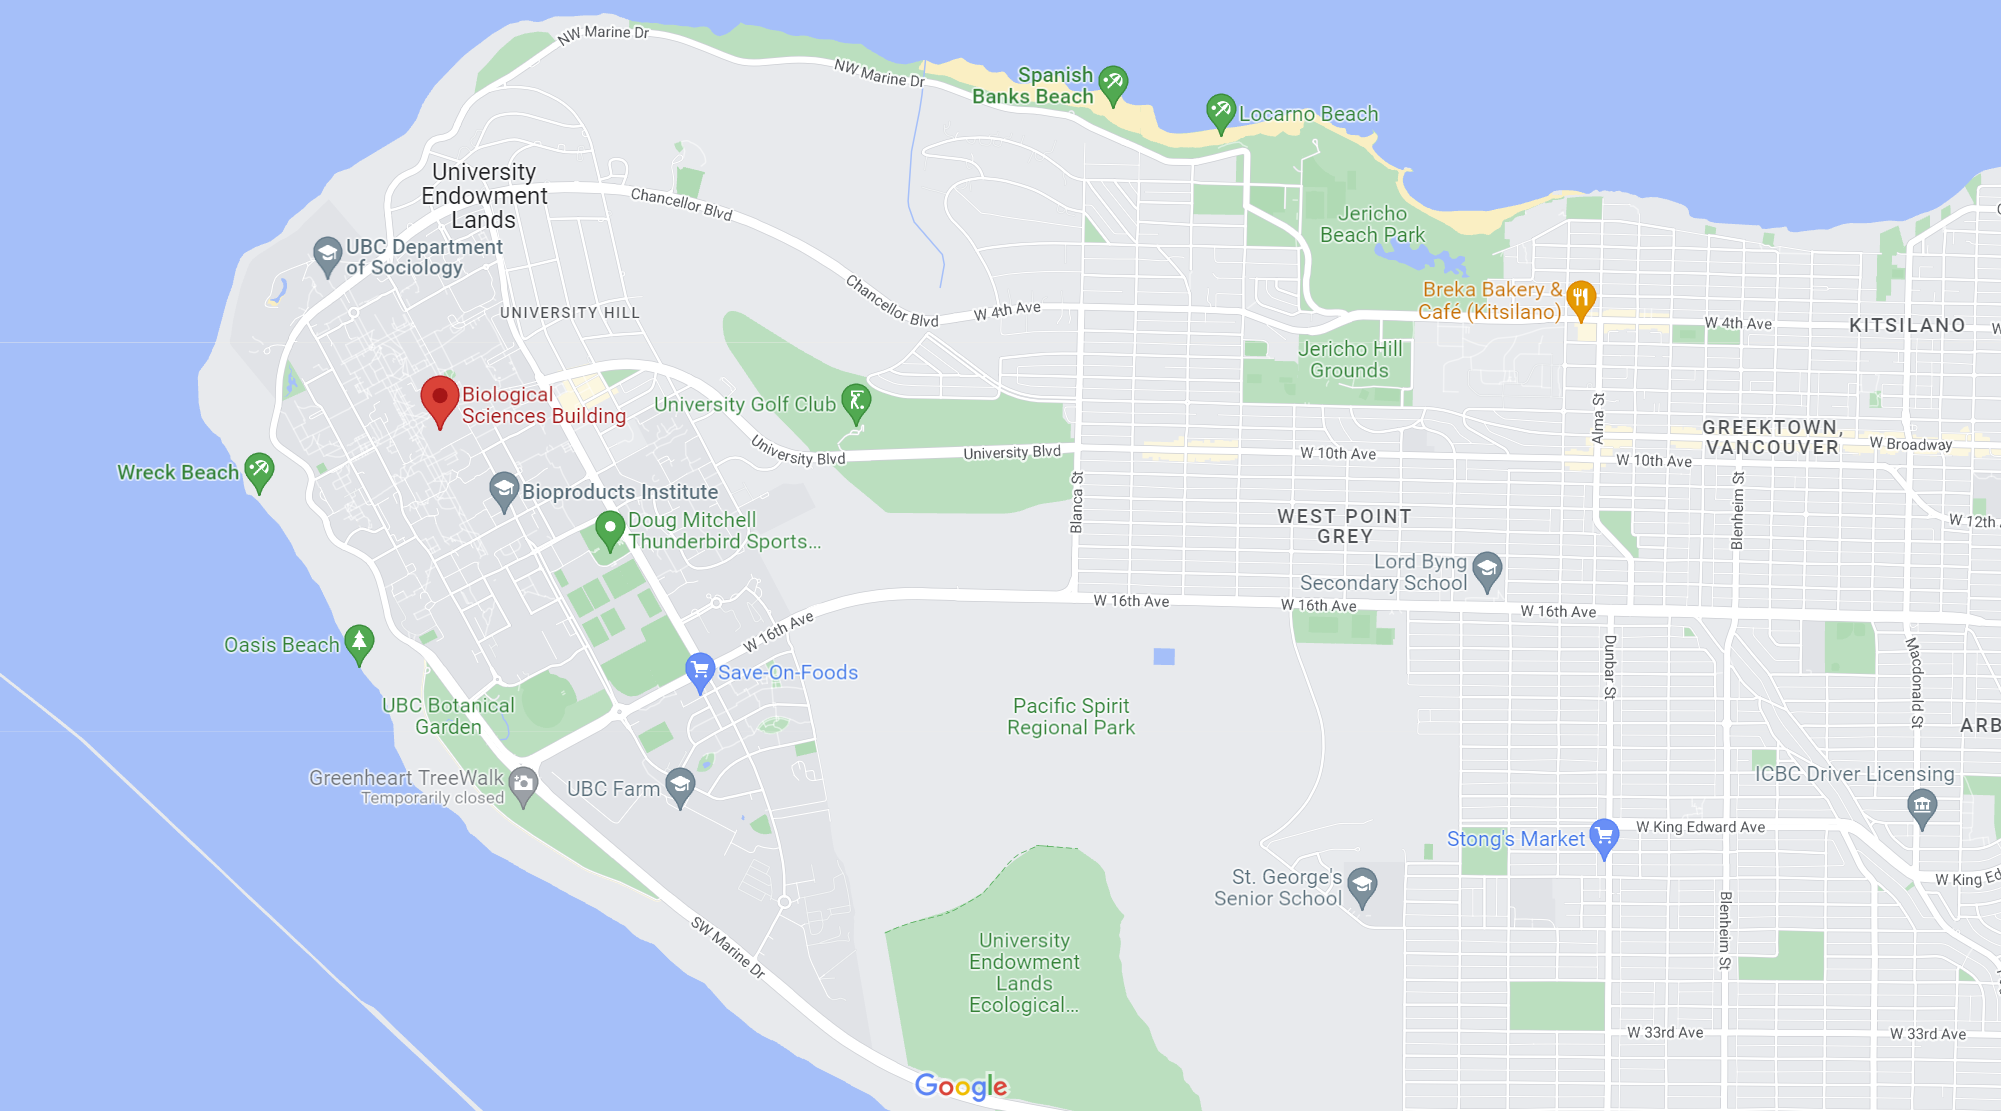 NW Marine Dr
NW Marine Dr
Spanish
Banks Beach
Locarno Beach
University
Endowment
Lands
Chancellor Blvd
Jericho
Beach Park
UBC Department
of Sociology
UNIVERSITY HILL
Chancellor Blvd
W 4th Ave
Breka Bakery &
Café (Kitsilano)
W 4th Ave
KITSILANO
Jericho Hill
Grounds
Biological
Sciences Building
University Golf Club
Alma St
GREEKTOWN,
VANCOUVER
W Broadway
University Blvd
University Blvd
W 10th Ave
W 10th Ave
Wreck Beach
Bioproducts Institute
Blanca St
Blenheim St
Doug Mitchell
Thunderbird Sports...
WEST POINT
GREY
W 12th
Lord Byng
Secondary School
W 16th Ave
W 16th Ave
W 16th Ave
W 16th Ave
Oasis Beach
Save-On-Foods
Dunbar St
Macdonald St
UBC Botanical
Garden
Pacific Spirit
Regional Park
ARB
Greenheart TreeWalk
Temporarily closed
UBC Farm
ICBC Driver Licensing
Stong's Market
W King Edward Ave
St. George's
Senior School
W King Ed
Blenheim St
SW Marine Dr
University
Endowment
Lands
Ecological...
W 33rd Ave
W 33rd Ave
Google